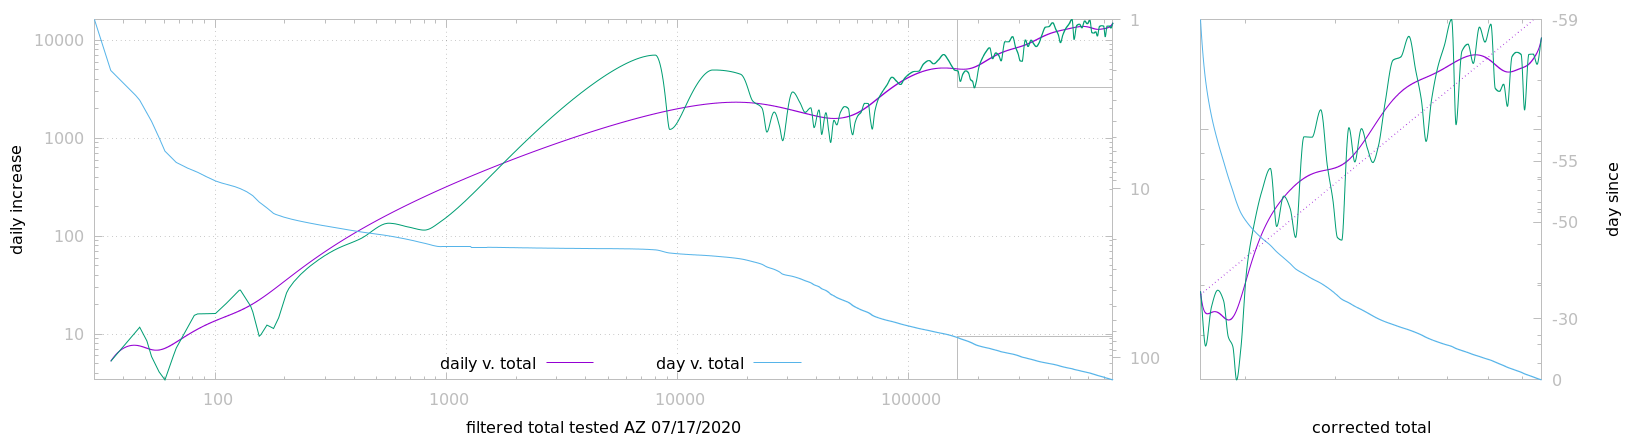 10000
1000
100
10
daily increase
daily v. total
day v. total
100
1000
10000
100000
filtered total tested AZ 07/17/2020
1
10
100
-59
-55
-50
-30
0
day since
corrected total